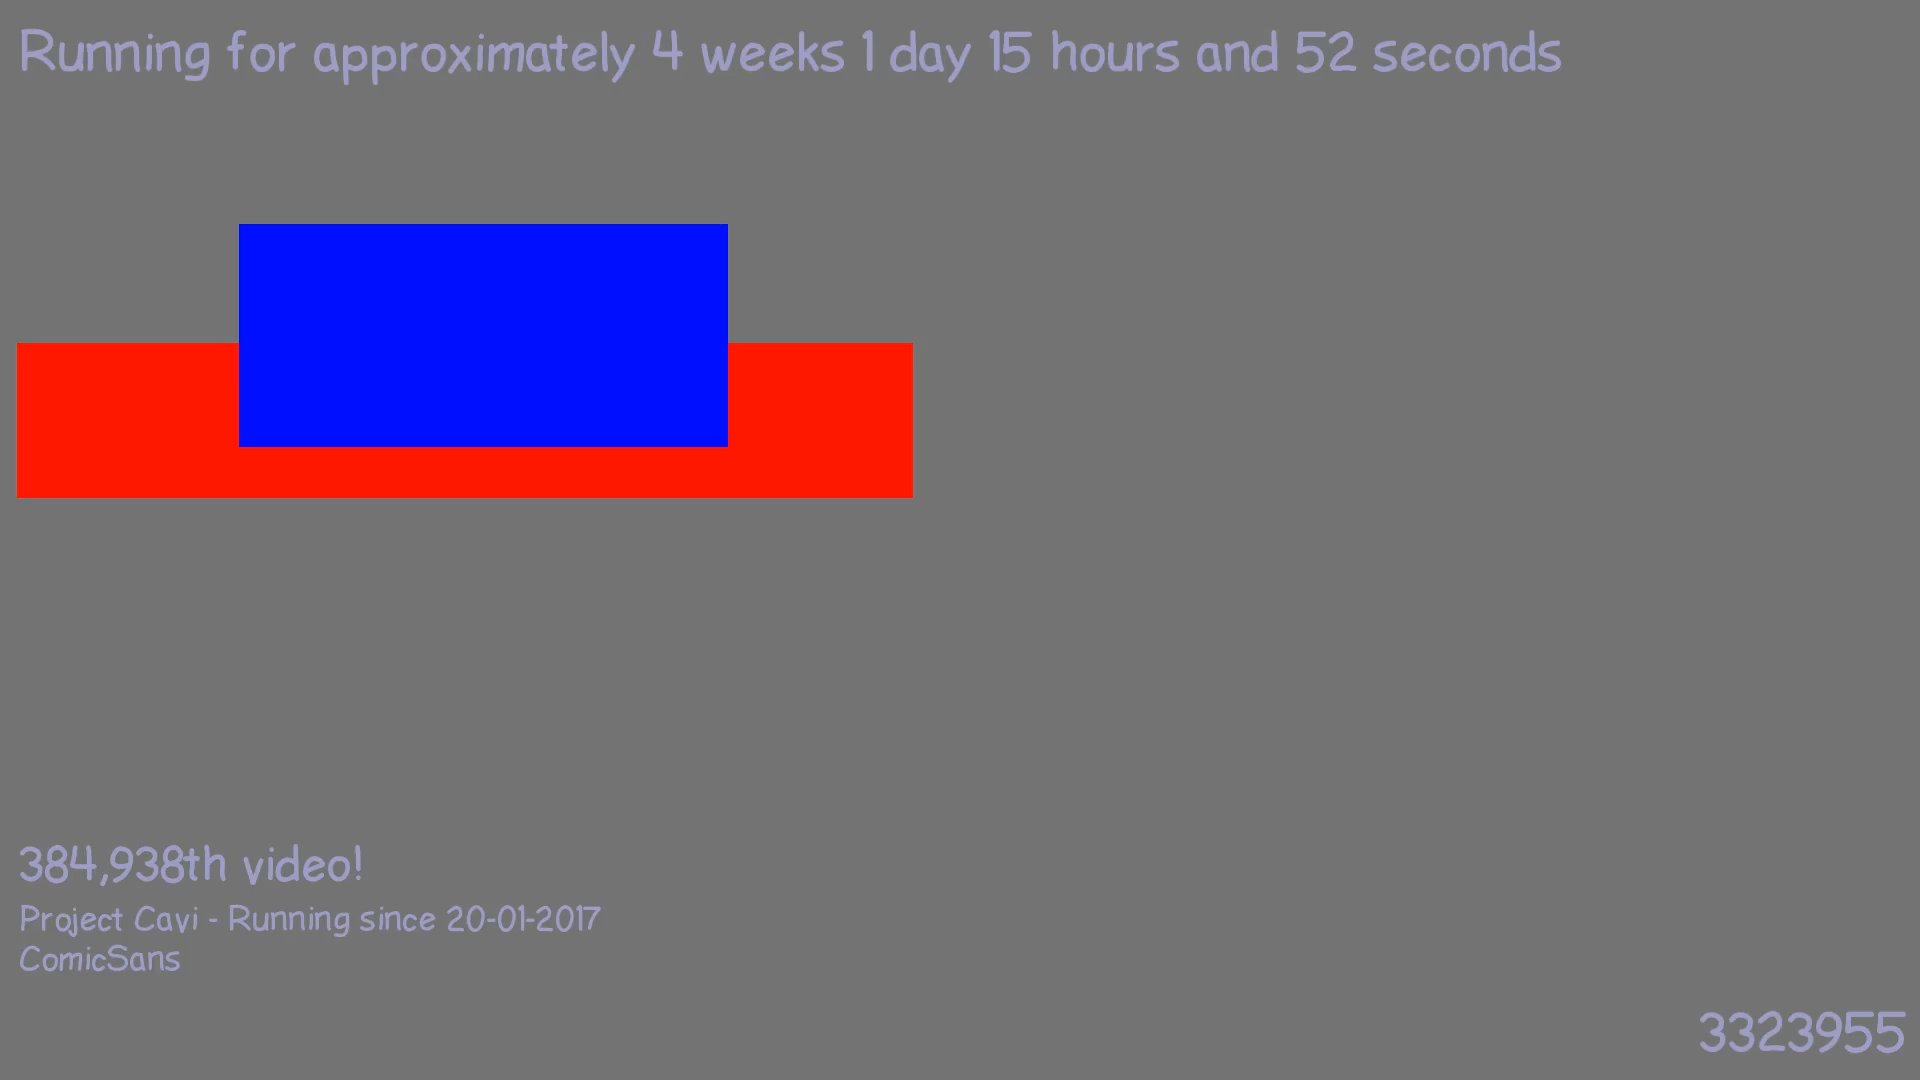 Running for approximately 4 weeks 1 day 15 hours and 52 seconds
384,938th video!
Project Cavi - Running since 20-01-2017
ComicSans
3323955